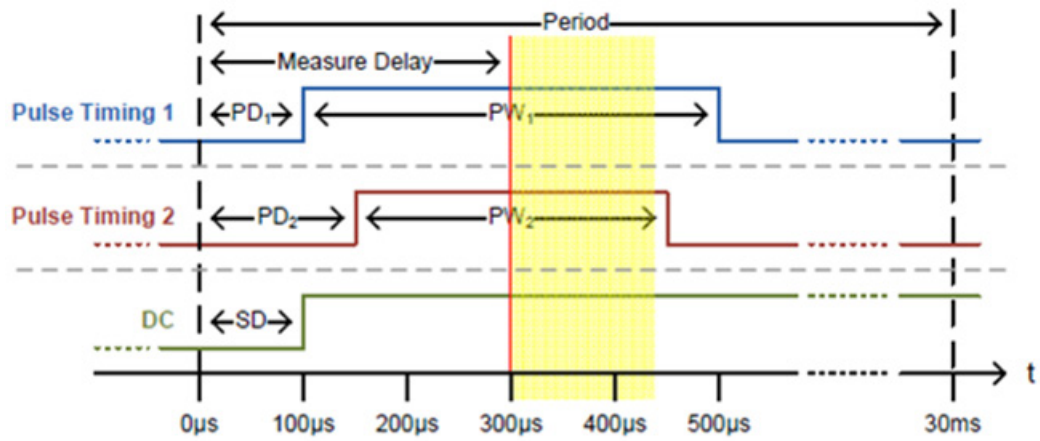 Period
Measure Delay
Pulse Timing 1
PD₁
PW₁
Pulse Timing 2
PD₂
PW₂
DC
SD
t
0µs 100µs 200µs 300µs 400µs 500µs 30ms